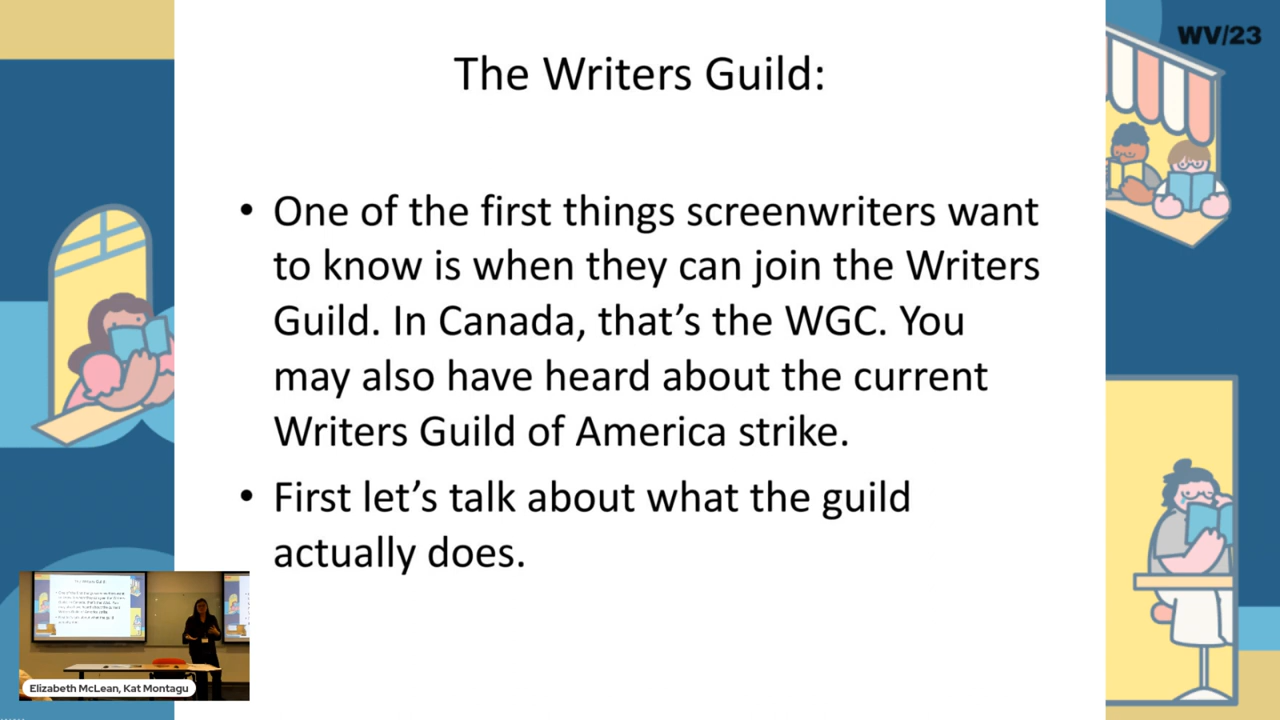 WV/23
The Writers Guild:
• One of the first things screenwriters want
to know is when they can join the Writers
Guild. In Canada, that’s the WGC. You
may also have heard about the current
Writers Guild of America strike.
• First let’s talk about what the guild
actually does.
Elizabeth McLean, Kat Montagu